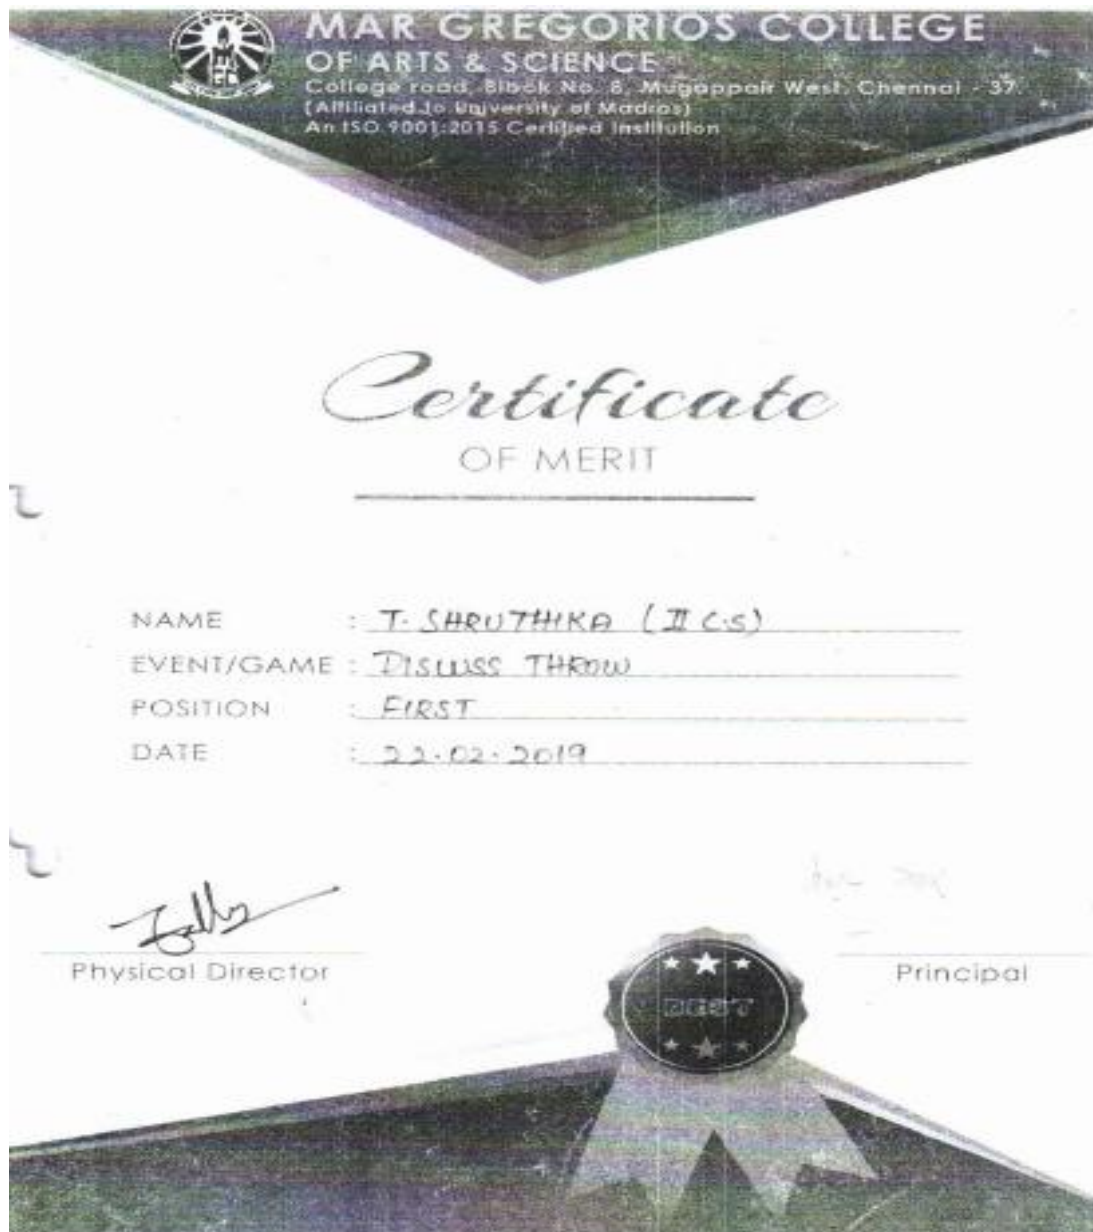 MAR GREGORIOS COLLEGE
OF ARTS & SCIENCE
College road, Block No. 8, Mugappair West, Chennai - 37.
(Affiliated to University of Madras)
An ISO 9001:2015 Certified Institution
Certificate
OF MERIT
NAME : T. SHRUTHIKA (II C.S)
EVENT/GAME : DISCUSS THROW
POSITION : FIRST
DATE : 22.02.2019
Physical Director
Principal
BEST